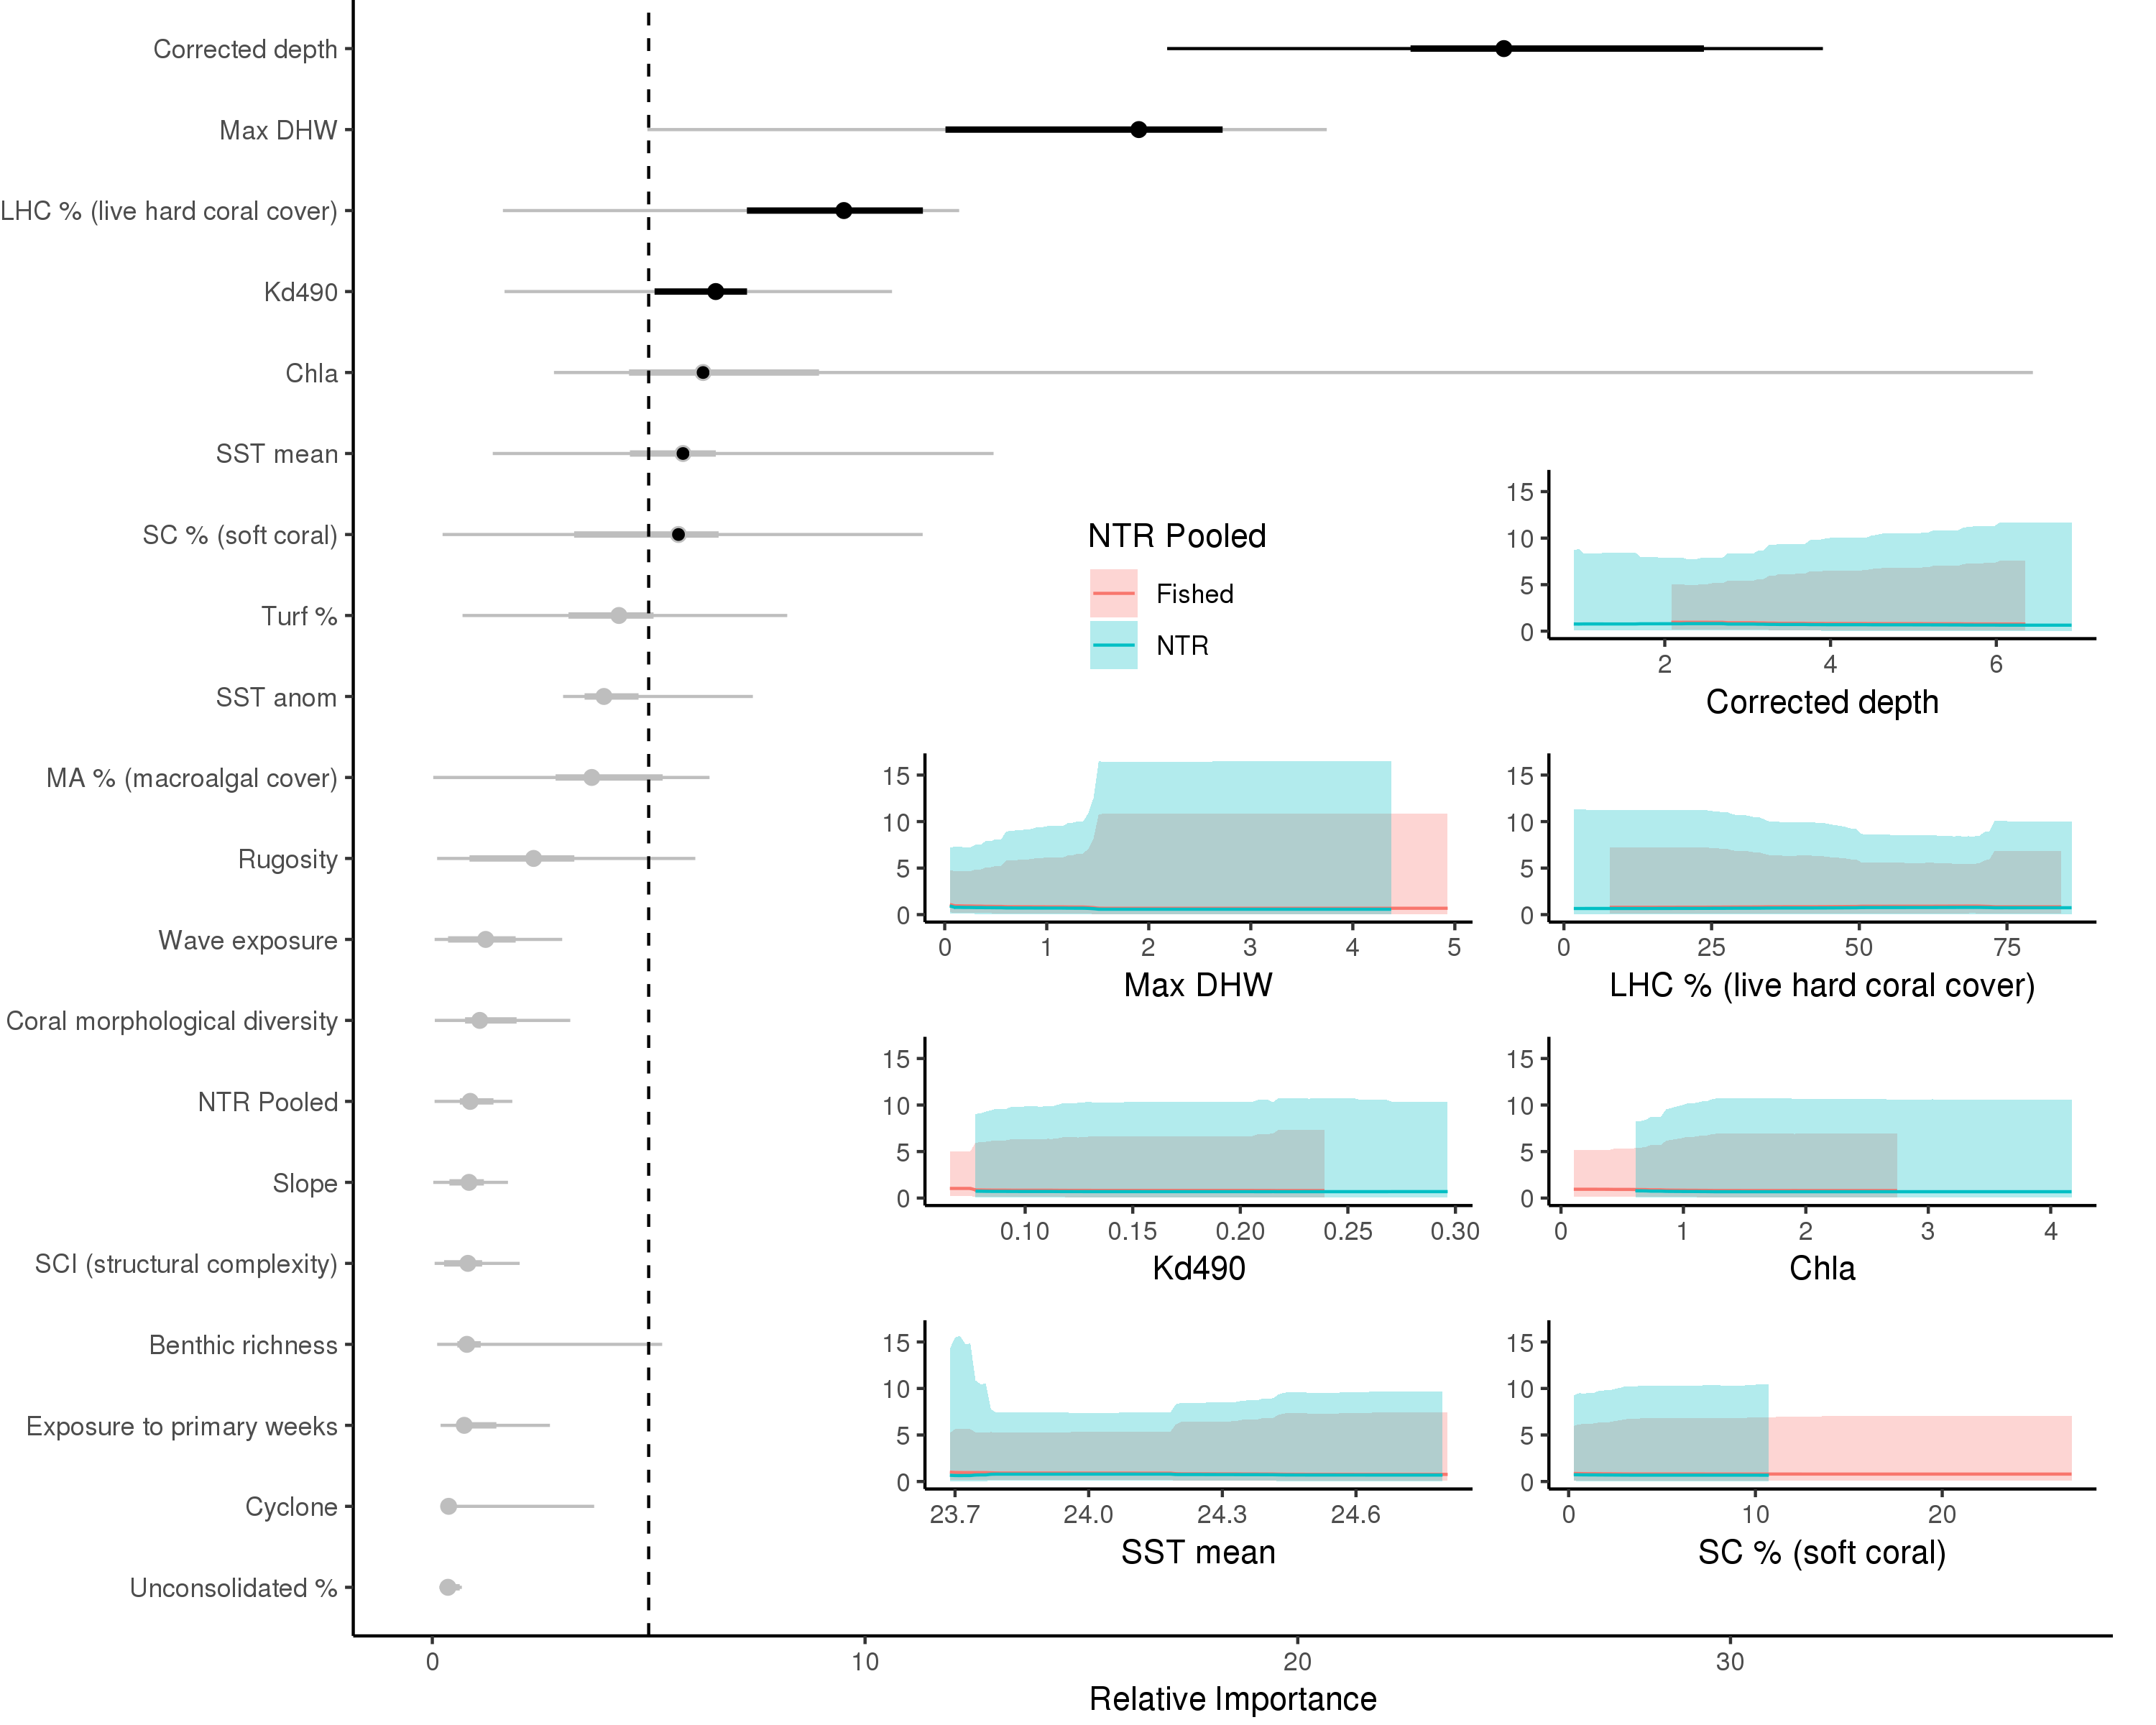 Corrected depth
Max DHW
LHC % (live hard coral cover)
Kd490
Chla
SST mean
SC % (soft coral)
Turf %
SST anom
MA % (macroalgal cover)
Rugosity
Wave exposure
Coral morphological diversity
NTR Pooled
Slope
SCI (structural complexity)
Benthic richness
Exposure to primary weeks
Cyclone
Unconsolidated %
0 10 20 30
Relative Importance
NTR Pooled
Fished
NTR
15
10
5
0
2 4 6
Corrected depth
15
10
5
0
0 1 2 3 4 5
Max DHW
15
10
5
0
0 25 50 75
LHC % (live hard coral cover)
15
10
5
0
0.10 0.15 0.20 0.25 0.30
Kd490
15
10
5
0
0 1 2 3 4
Chla
15
10
5
0
23.7 24.0 24.3 24.6
SST mean
15
10
5
0
0 10 20
SC % (soft coral)